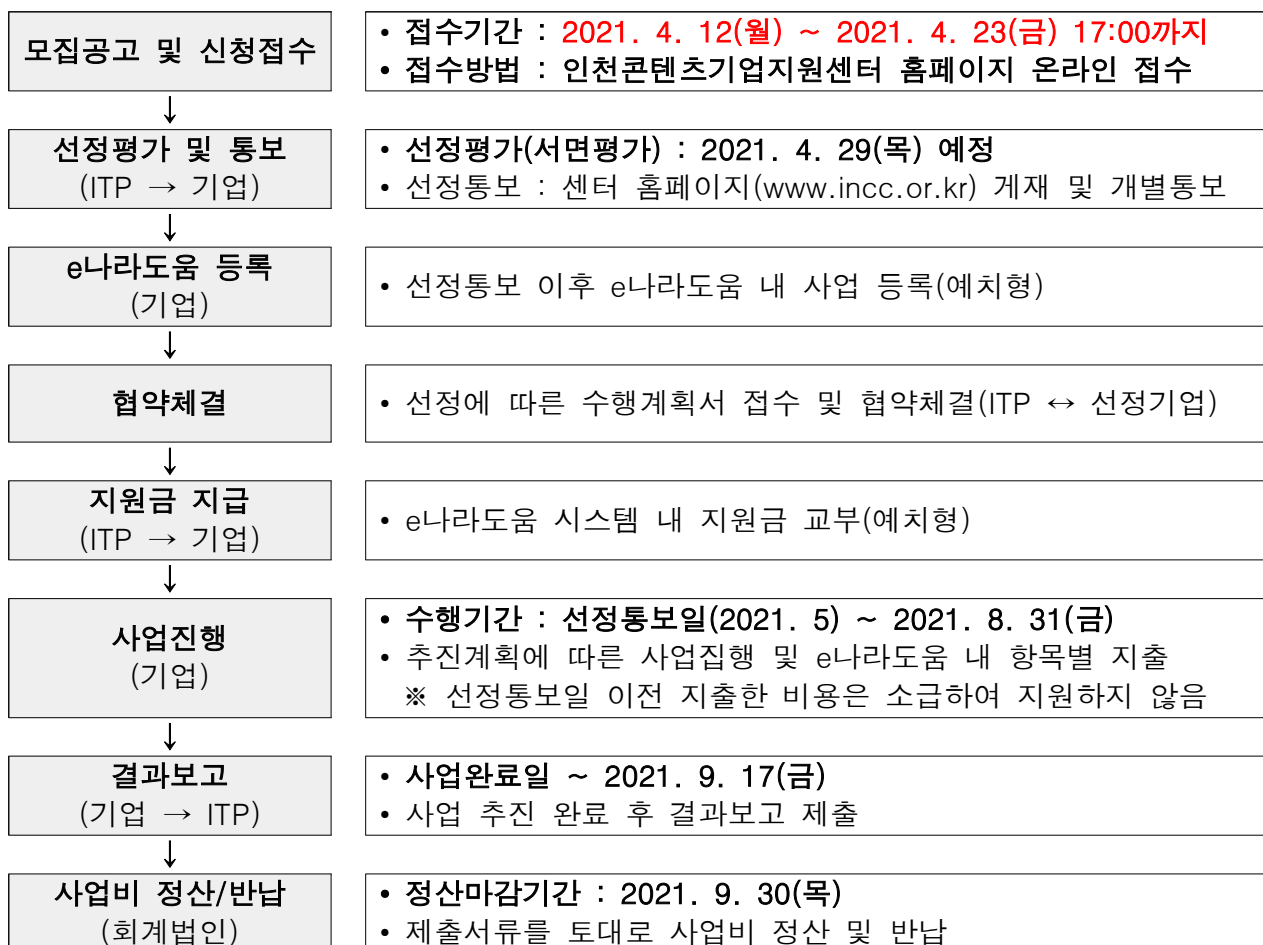 모집공고 및 신청접수
• 접수기간 : 2021. 4. 12(월) ~ 2021. 4. 23(금) 17:00까지
• 접수방법 : 인천콘텐츠기업지원센터 홈페이지 온라인 접수
↓
선정평가 및 통보
(ITP → 기업)
• 선정평가(서면평가) : 2021. 4. 29(목) 예정
• 선정통보 : 센터 홈페이지(www.incc.or.kr) 게재 및 개별통보
↓
e나라도움 등록
(기업)
• 선정통보 이후 e나라도움 내 사업 등록(예치형)
↓
협약체결
• 선정에 따른 수행계획서 접수 및 협약체결(ITP ↔ 선정기업)
↓
지원금 지급
(ITP → 기업)
• e나라도움 시스템 내 지원금 교부(예치형)
↓
사업진행
(기업)
• 수행기간 : 선정통보일(2021. 5) ~ 2021. 8. 31(금)
• 추진계획에 따른 사업집행 및 e나라도움 내 항목별 지출
※ 선정통보일 이전 지출한 비용은 소급하여 지원하지 않음
↓
결과보고
(기업 → ITP)
• 사업완료일 ~ 2021. 9. 17(금)
• 사업 추진 완료 후 결과보고 제출
↓
사업비 정산/반납
(회계법인)
• 정산마감기간 : 2021. 9. 30(목)
• 제출서류를 토대로 사업비 정산 및 반납